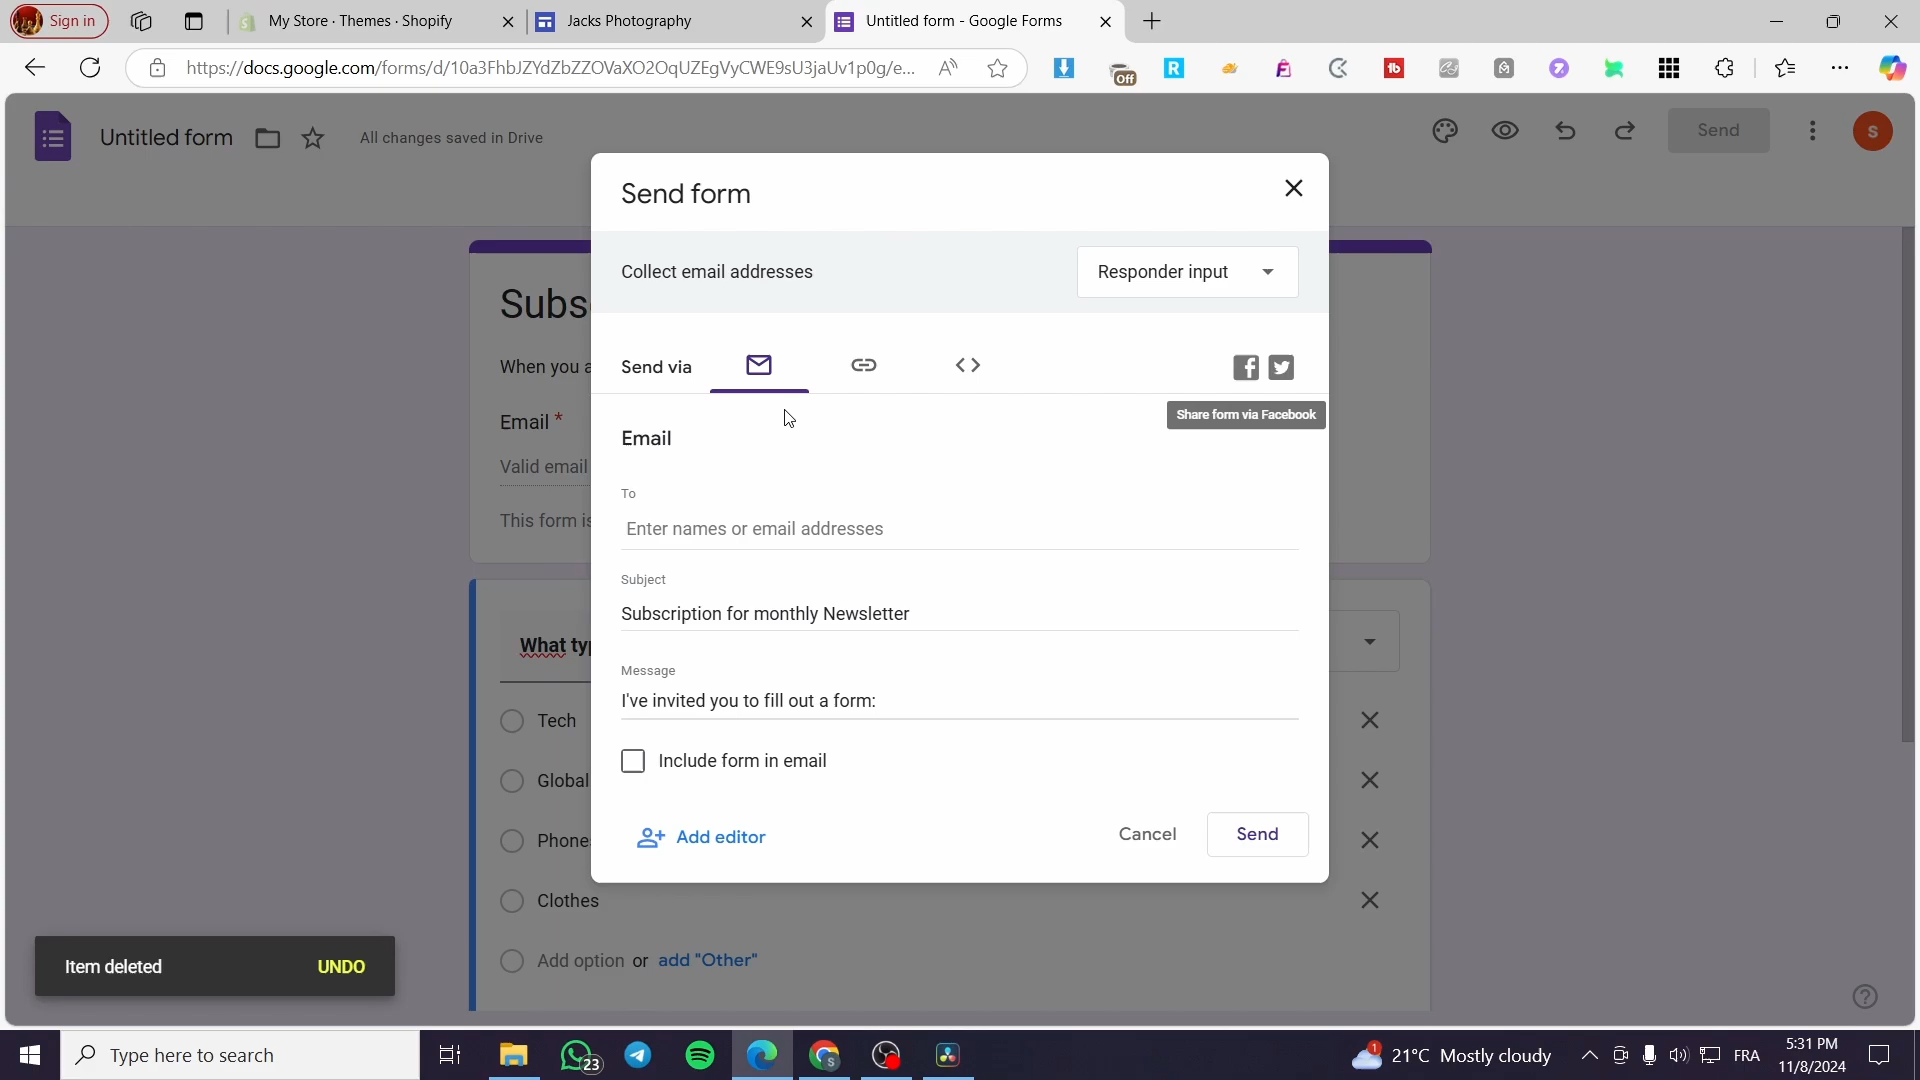 Sign in
My Store · Themes · Shopify
Jacks Photography
Untitled form - Google Forms
https://docs.google.com/forms/d/10a3FhbJZYdZbZZOVaXO2OqUZEgVyCWE9sU3jaUv1p0g/e...
Off
Untitled form
All changes saved in Drive
Send
S
Send form
Collect email addresses
Responder input
Subs
When you a
Send via
Share form via Facebook
Email *
Email
Valid email
To
Enter names or email addresses
This form is
Subject
Subscription for monthly Newsletter
What typ
Message
I've invited you to fill out a form:
Tech
Include form in email
Global
Add editor
Cancel
Send
Phone
Clothes
Add option or add "Other"
Item deleted
UNDO
Type here to search
23
1
21°C Mostly cloudy
FRA
5:31 PM
11/8/2024